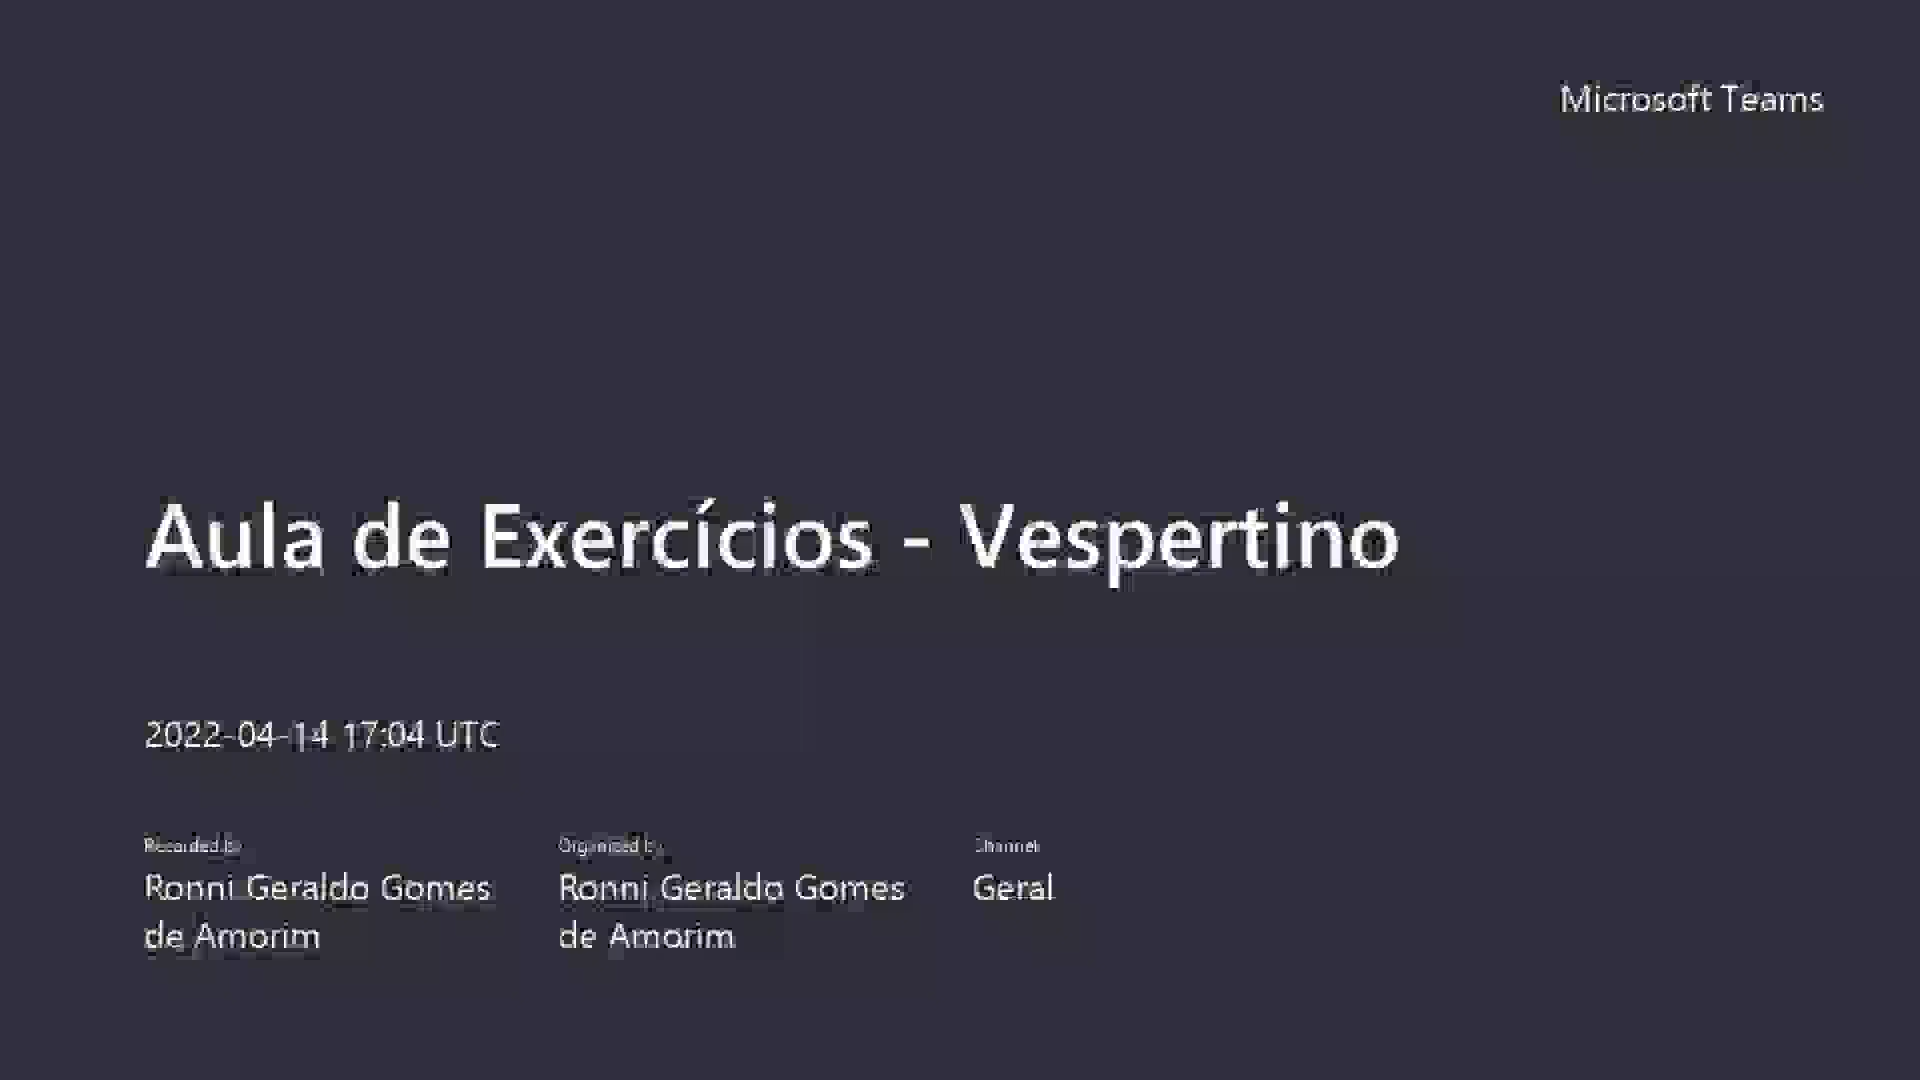 Microsoft Teams
Aula de Exercícios - Vespertino
2022-04-14 17:04 UTC
Recorded by
Organized by
Channel
Ronni Geraldo Gomes
de Amorim
Ronni Geraldo Gomes
de Amorim
Geral